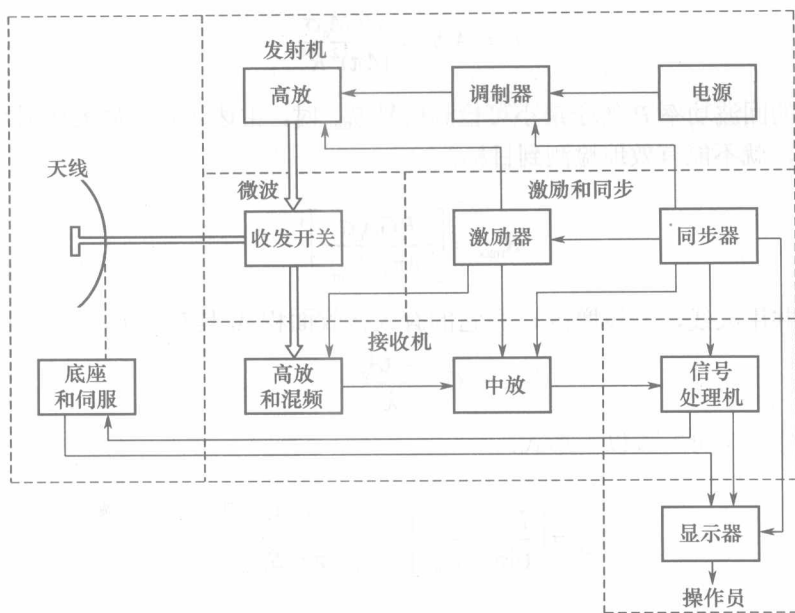 发射机
高放
调制器
电源
天线
微波
激励和同步
收发开关
激励器
同步器
接收机
底座
和伺服
高放
和混频
中放
信号
处理机
显示器
操作员